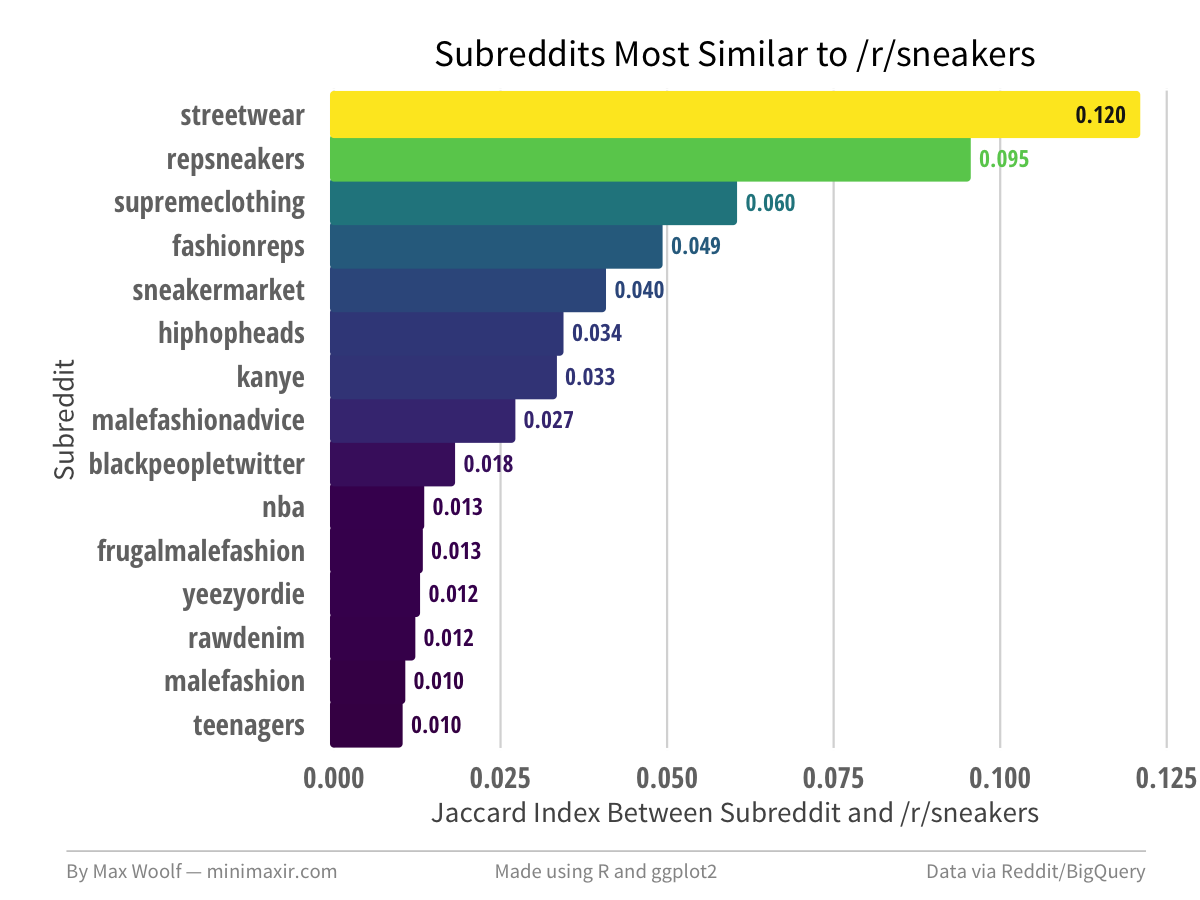 Subreddits Most Similar to /r/sneakers
Subreddit
streetwear 0.120
repsneakers 0.095
supremeclothing 0.060
fashionreps 0.049
sneakermarket 0.040
hiphopheads 0.034
kanye 0.033
malefashionadvice 0.027
blackpeopletwitter 0.018
nba 0.013
frugalmalefashion 0.013
yeezyordie 0.012
rawdenim 0.012
malefashion 0.010
teenagers 0.010
0.000 0.025 0.050 0.075 0.100 0.125
Jaccard Index Between Subreddit and /r/sneakers
By Max Woolf — minimaxir.com Made using R and ggplot2 Data via Reddit/BigQuery